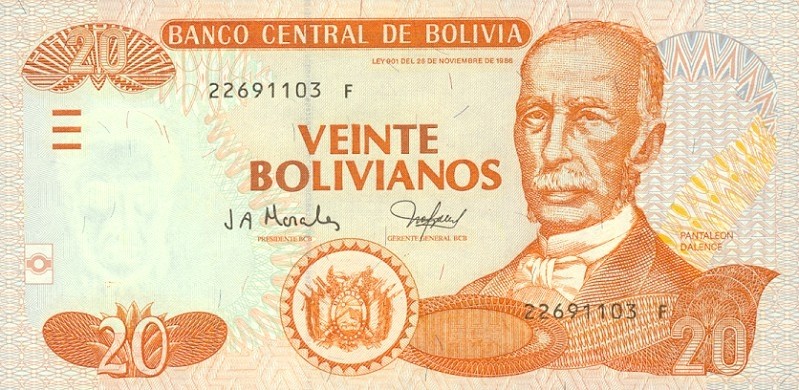 20
BANCO CENTRAL DE BOLIVIA
LEY 901 DEL 28 DE NOVIEMBRE DE 1986
22691103 F
VEINTE
BOLIVIANOS
J A Morales
PRESIDENTE BCB
GERENTE GENERAL BCB
PANTALEON
DALENCE
22691103 F
20
20